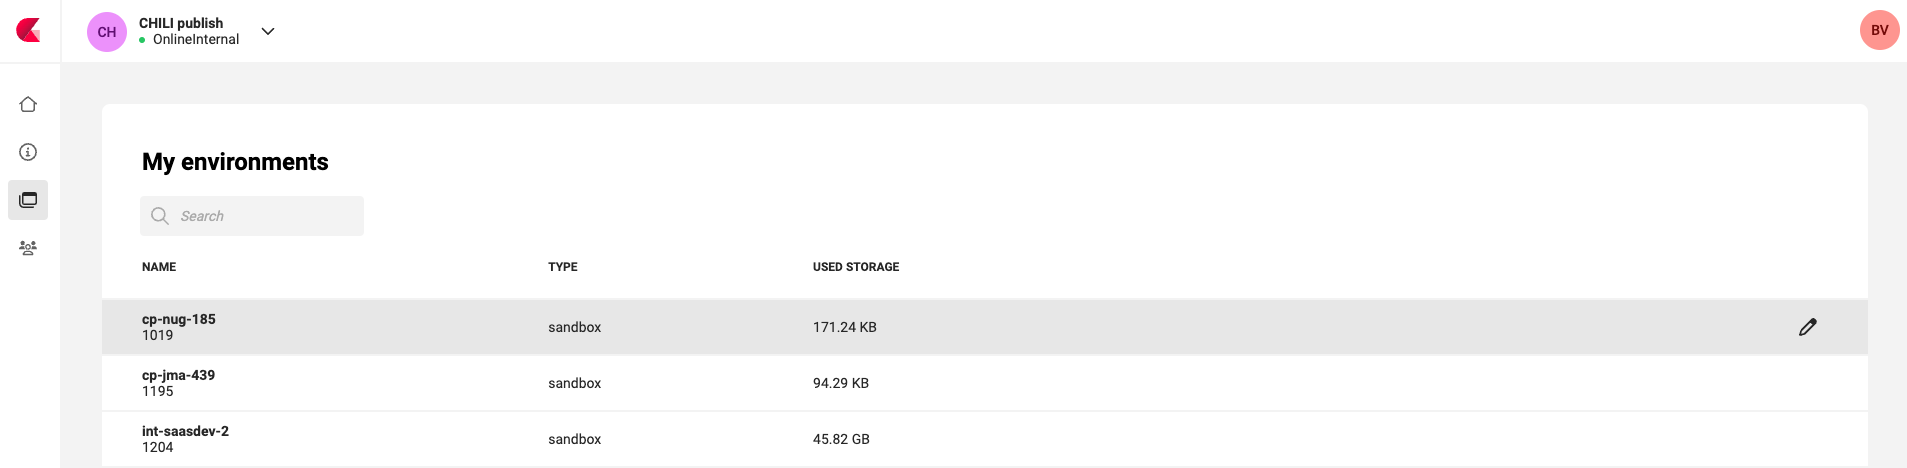 CH
CHILI publish
OnlineInternal
BV
My environments
Search
NAME TYPE USED STORAGE
cp-nug-185
1019
sandbox
171.24 KB
cp-jma-439
1195
sandbox
94.29 KB
int-saasdev-2
1204
sandbox
45.82 GB